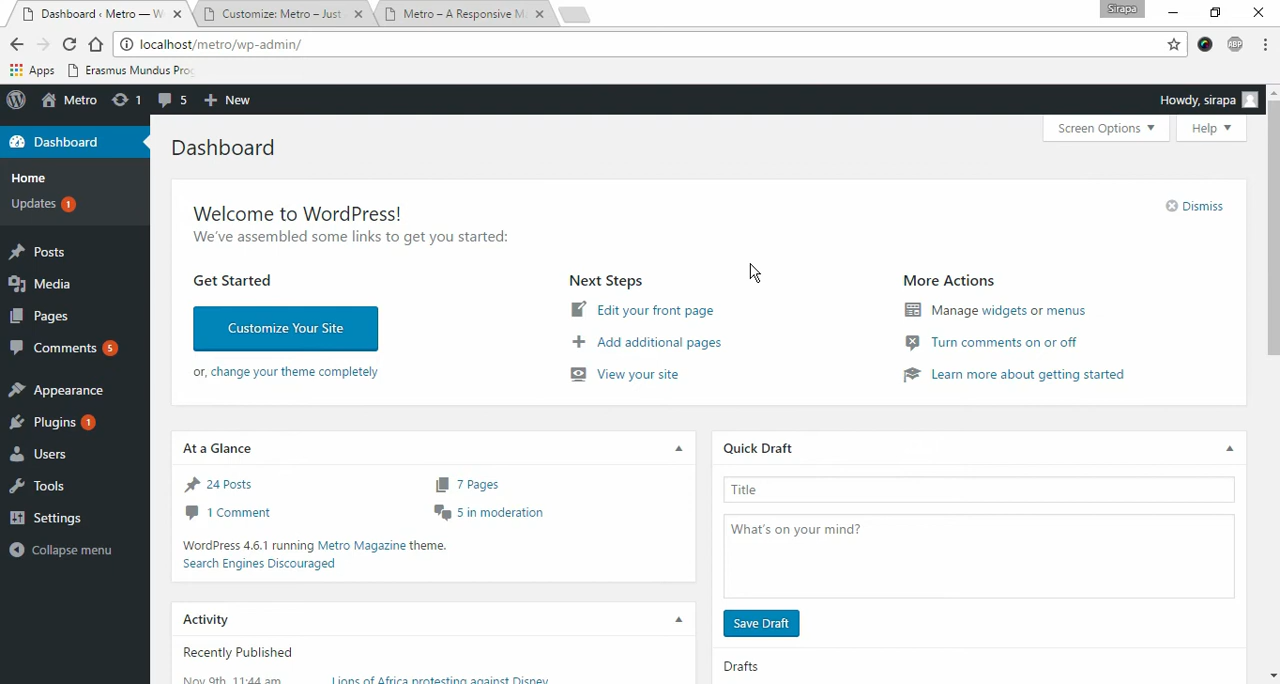 Dashboard ‹ Metro — W
Customize: Metro – Just
Metro – A Responsive M
Sirapa
localhost/metro/wp-admin/
ABP
Apps
Erasmus Mundus Pro
Metro
1
5
New
Howdy, sirapa
Dashboard
Home
Updates 1
Posts
Media
Pages
Comments 5
Appearance
Plugins 1
Users
Tools
Settings
Collapse menu
Dashboard
Screen Options
Help
Welcome to WordPress!
We've assembled some links to get you started:
Dismiss
Get Started
Customize Your Site
or, change your theme completely
Next Steps
Edit your front page
Add additional pages
View your site
More Actions
Manage widgets or menus
Turn comments on or off
Learn more about getting started
At a Glance
24 Posts
7 Pages
1 Comment
5 in moderation
WordPress 4.6.1 running Metro Magazine theme.
Search Engines Discouraged
Activity
Recently Published
Nov 9th, 11:44 am
Lions of Africa protesting against Disney
Quick Draft
Title
What's on your mind?
Save Draft
Drafts